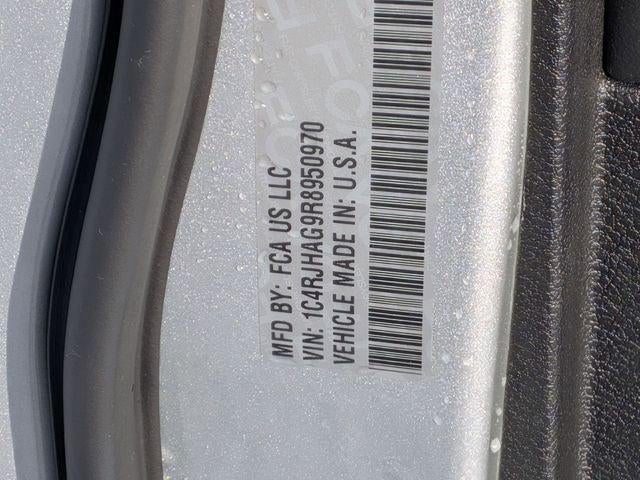 MFD BY: FCA US LLC
VIN: 1C4RJHAG9R8950970
VEHICLE MADE IN: U.S.A.